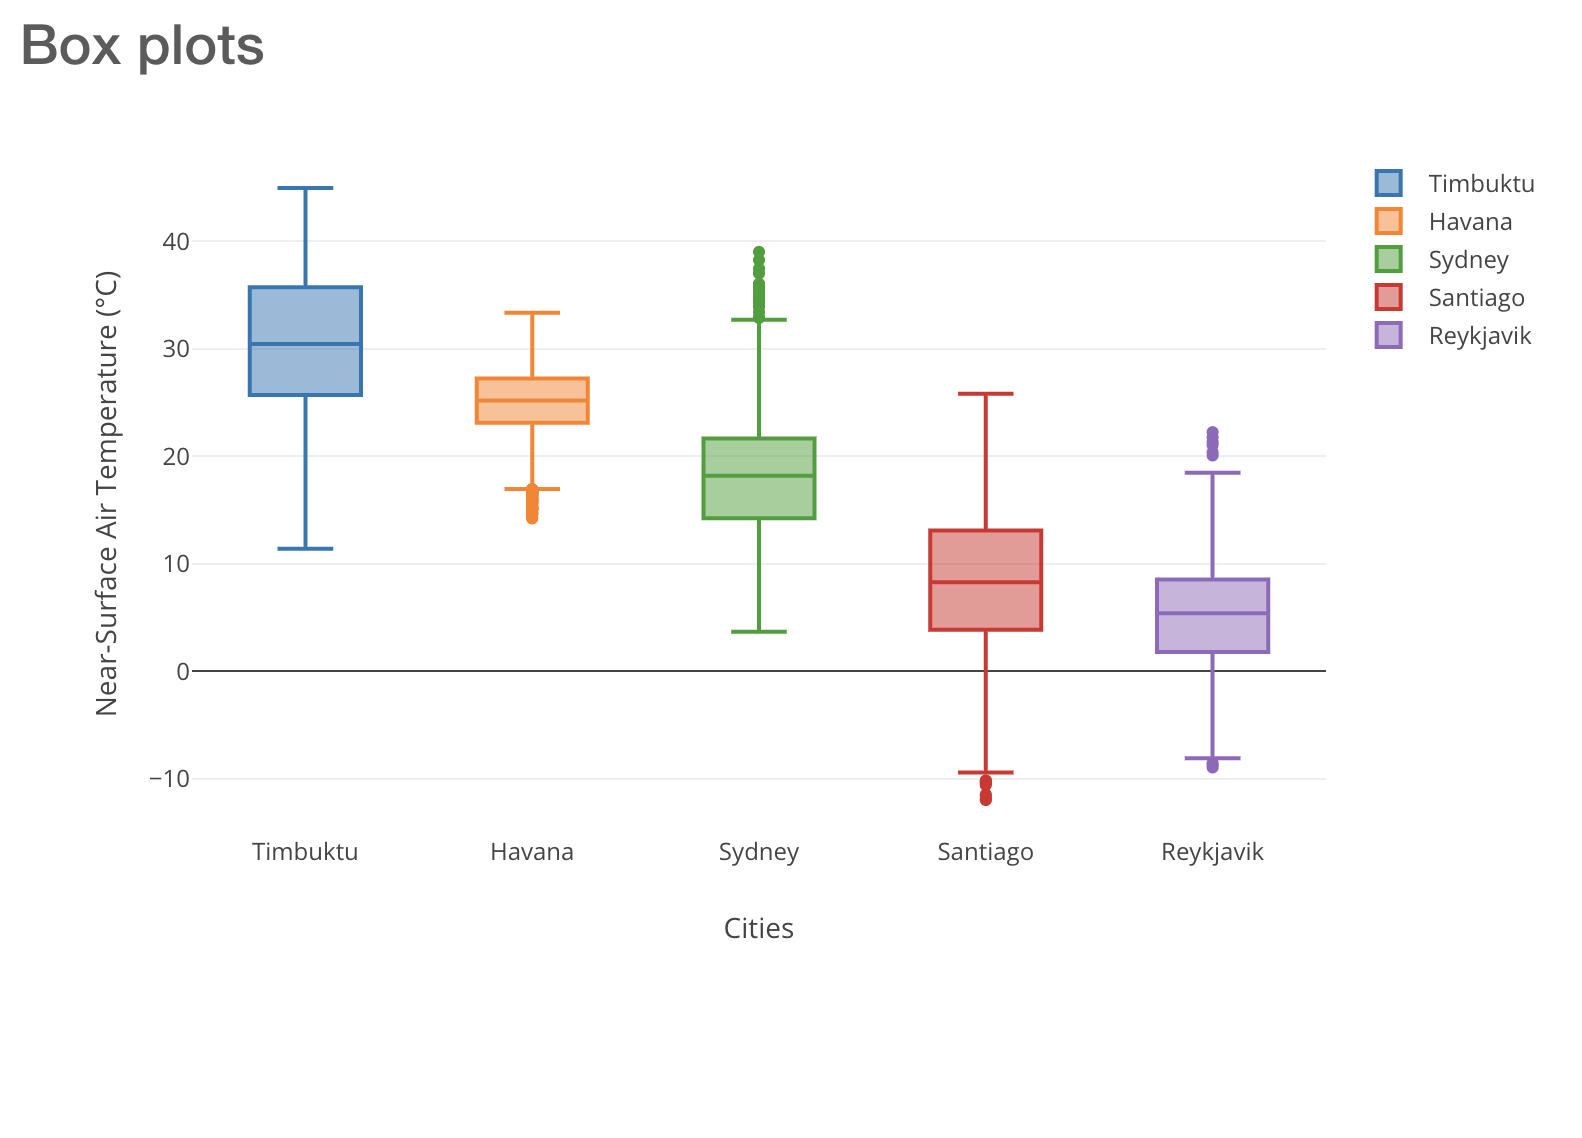 Box plots
Timbuktu
Havana
Sydney
Santiago
Reykjavik
Near-Surface Air Temperature (°C)
40
30
20
10
0
−10
Timbuktu Havana Sydney Santiago Reykjavik
Cities